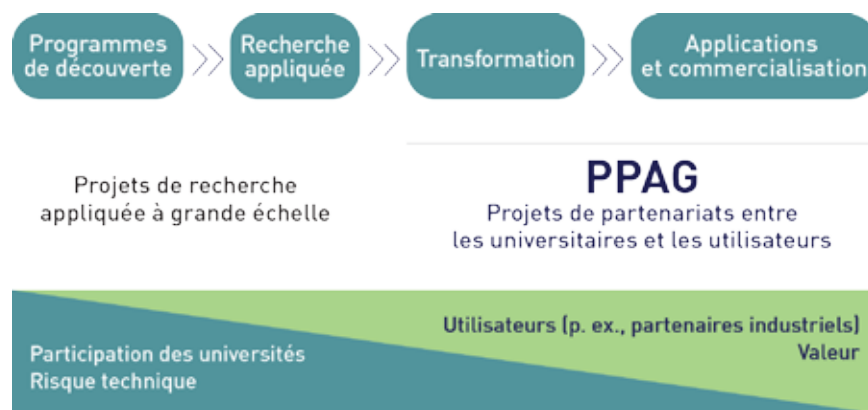 Programmes
de découverte
Recherche
appliquée
Transformation
Applications
et commercialisation
Projets de recherche
appliquée à grande échelle
PPAG
Projets de partenariats entre
les universitaires et les utilisateurs
Utilisateurs (p. ex., partenaires industriels)
Valeur
Participation des universités
Risque technique